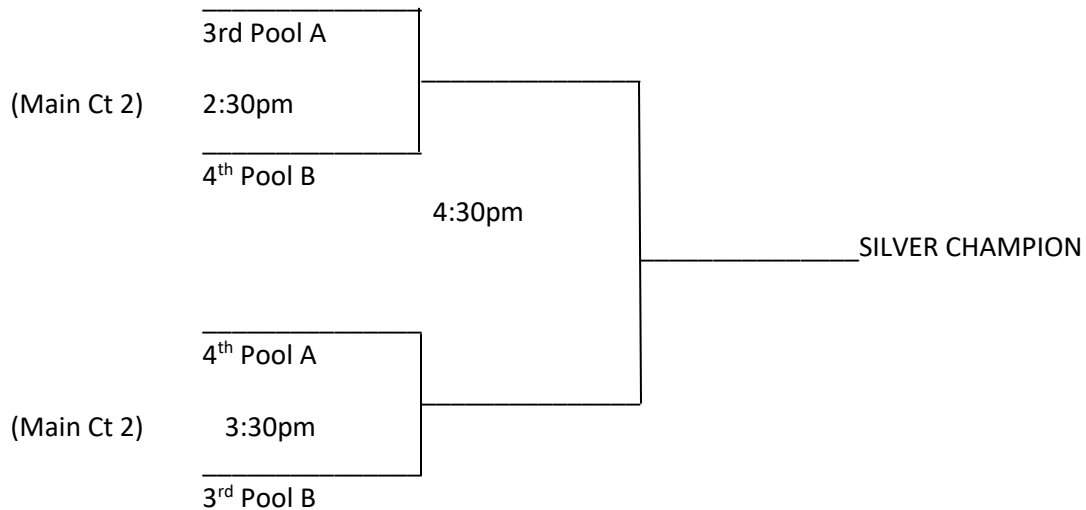 3rd Pool A
(Main Ct 2) 2:30pm
4th Pool B
4:30pm
SILVER CHAMPION
4th Pool A
(Main Ct 2) 3:30pm
3rd Pool B